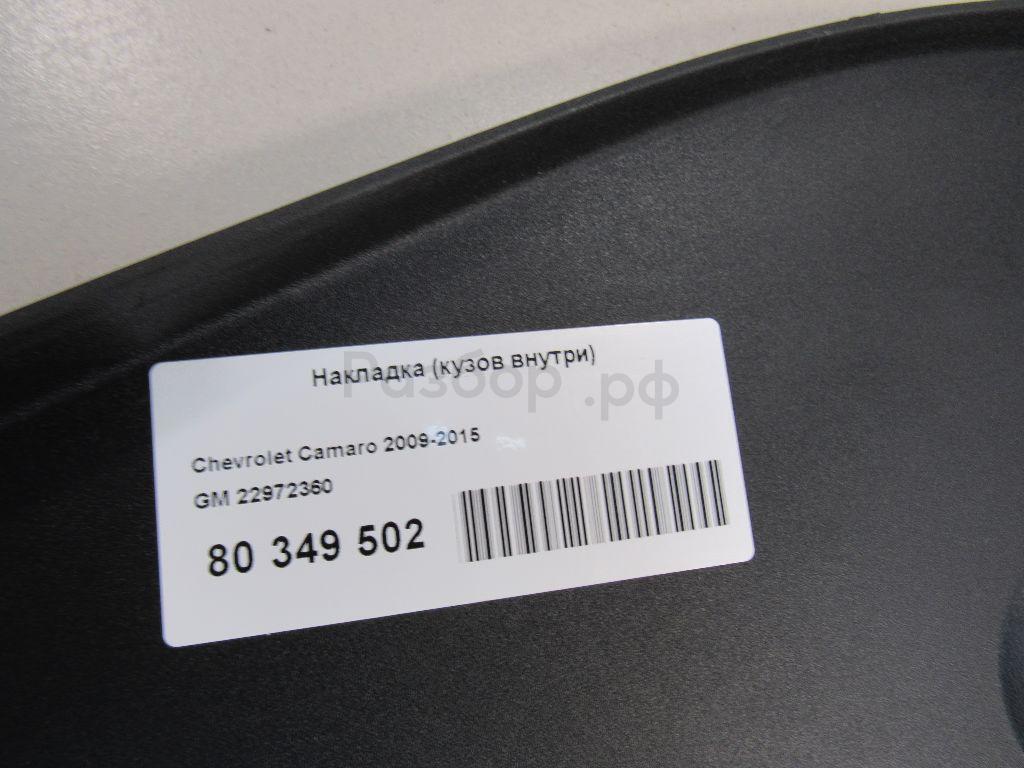 Накладка (кузов внутри)
Разбор.рф
Chevrolet Camaro 2009-2015
GM 22972360
80 349 502